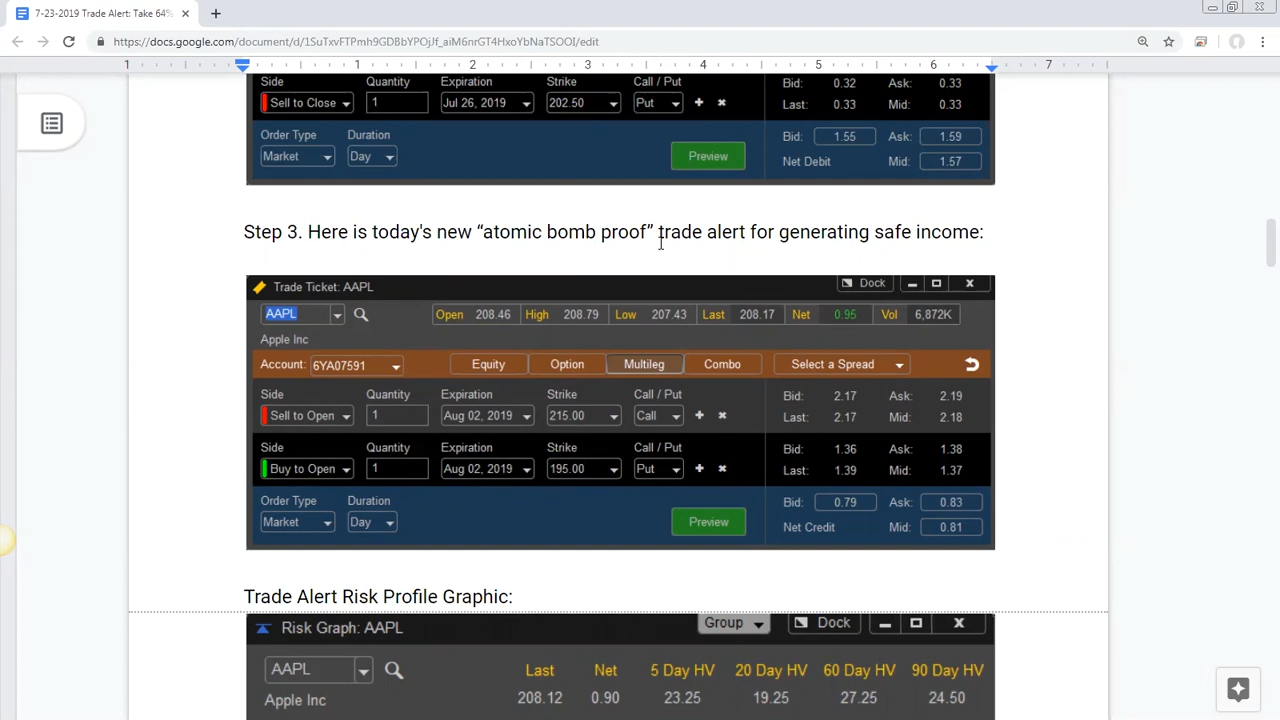 7-23-2019 Trade Alert: Take 64%
https://docs.google.com/document/d/1SuTxvFTPmh9GDBbYPOjJf_aiM6nrGT4HxoYbNaTSOOI/edit
1 1 2 3 4 5 6 7
Side Quantity Expiration Strike Call / Put Bid: 0.32 Ask: 0.33
Sell to Close 1 Jul 26, 2019 202.50 Put Last: 0.33 Mid: 0.33
Order Type Duration Bid: 1.55 Ask: 1.59
Market Day Preview Net Debit Mid: 1.57
Step 3. Here is today's new “atomic bomb proof” trade alert for generating safe income:
Trade Ticket: AAPL Dock
AAPL Open 208.46 High 208.79 Low 207.43 Last 208.17 Net 0.95 Vol 6,872K
Apple Inc
Account: 6YA07591 Equity Option Multileg Combo Select a Spread
Side Quantity Expiration Strike Call / Put Bid: 2.17 Ask: 2.19
Sell to Open 1 Aug 02, 2019 215.00 Call Last: 2.17 Mid: 2.18
Side Quantity Expiration Strike Call / Put Bid: 1.36 Ask: 1.38
Buy to Open 1 Aug 02, 2019 195.00 Put Last: 1.39 Mid: 1.37
Order Type Duration Bid: 0.79 Ask: 0.83
Market Day Preview Net Credit Mid: 0.81
Trade Alert Risk Profile Graphic:
Risk Graph: AAPL Group Dock
AAPL Last Net 5 Day HV 20 Day HV 60 Day HV 90 Day HV
Apple Inc 208.12 0.90 23.25 19.25 27.25 24.50